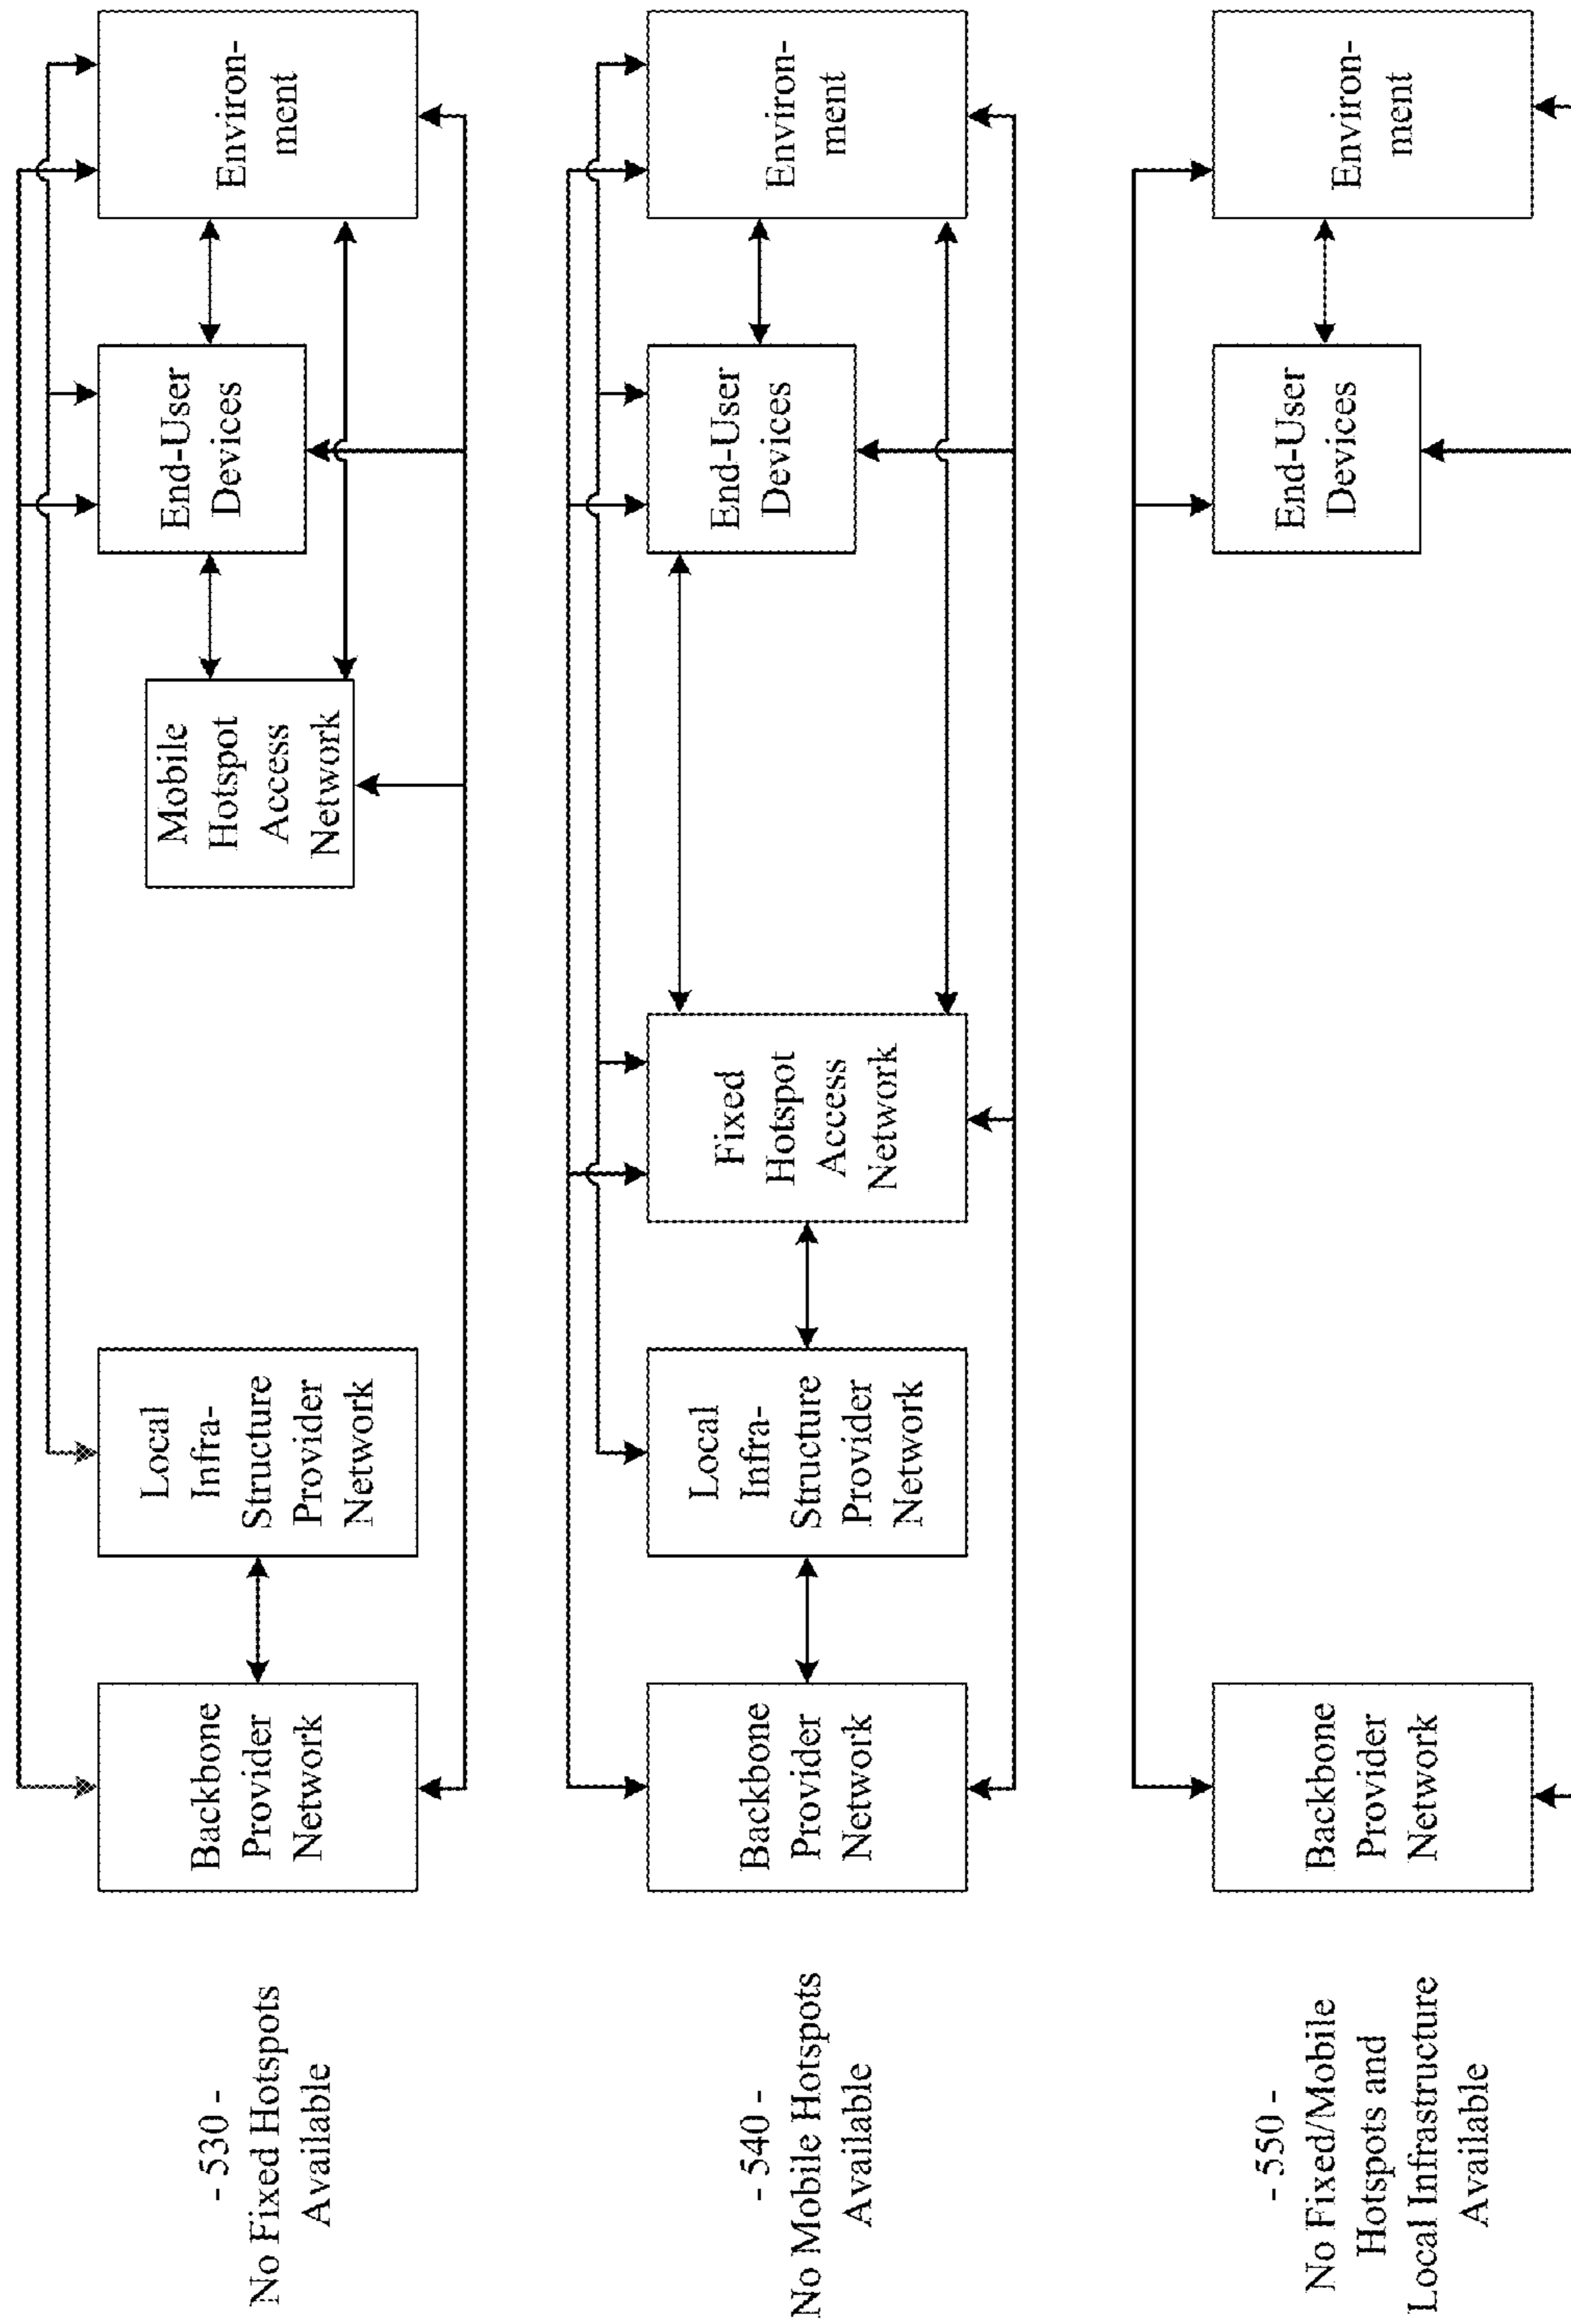 - 530 -
No Fixed Hotspots
Available
Backbone
Provider
Network
Local
Infra-
Structure
Provider
Network
Mobile
Hotspot
Access
Network
End-User
Devices
Environ-
ment
- 540 -
No Mobile Hotspots
Available
Backbone
Provider
Network
Local
Infra-
Structure
Provider
Network
Fixed
Hotspot
Access
Network
End-User
Devices
Environ-
ment
- 550 -
No Fixed/Mobile
Hotspots and
Local Infrastructure
Available
Backbone
Provider
Network
End-User
Devices
Environ-
ment